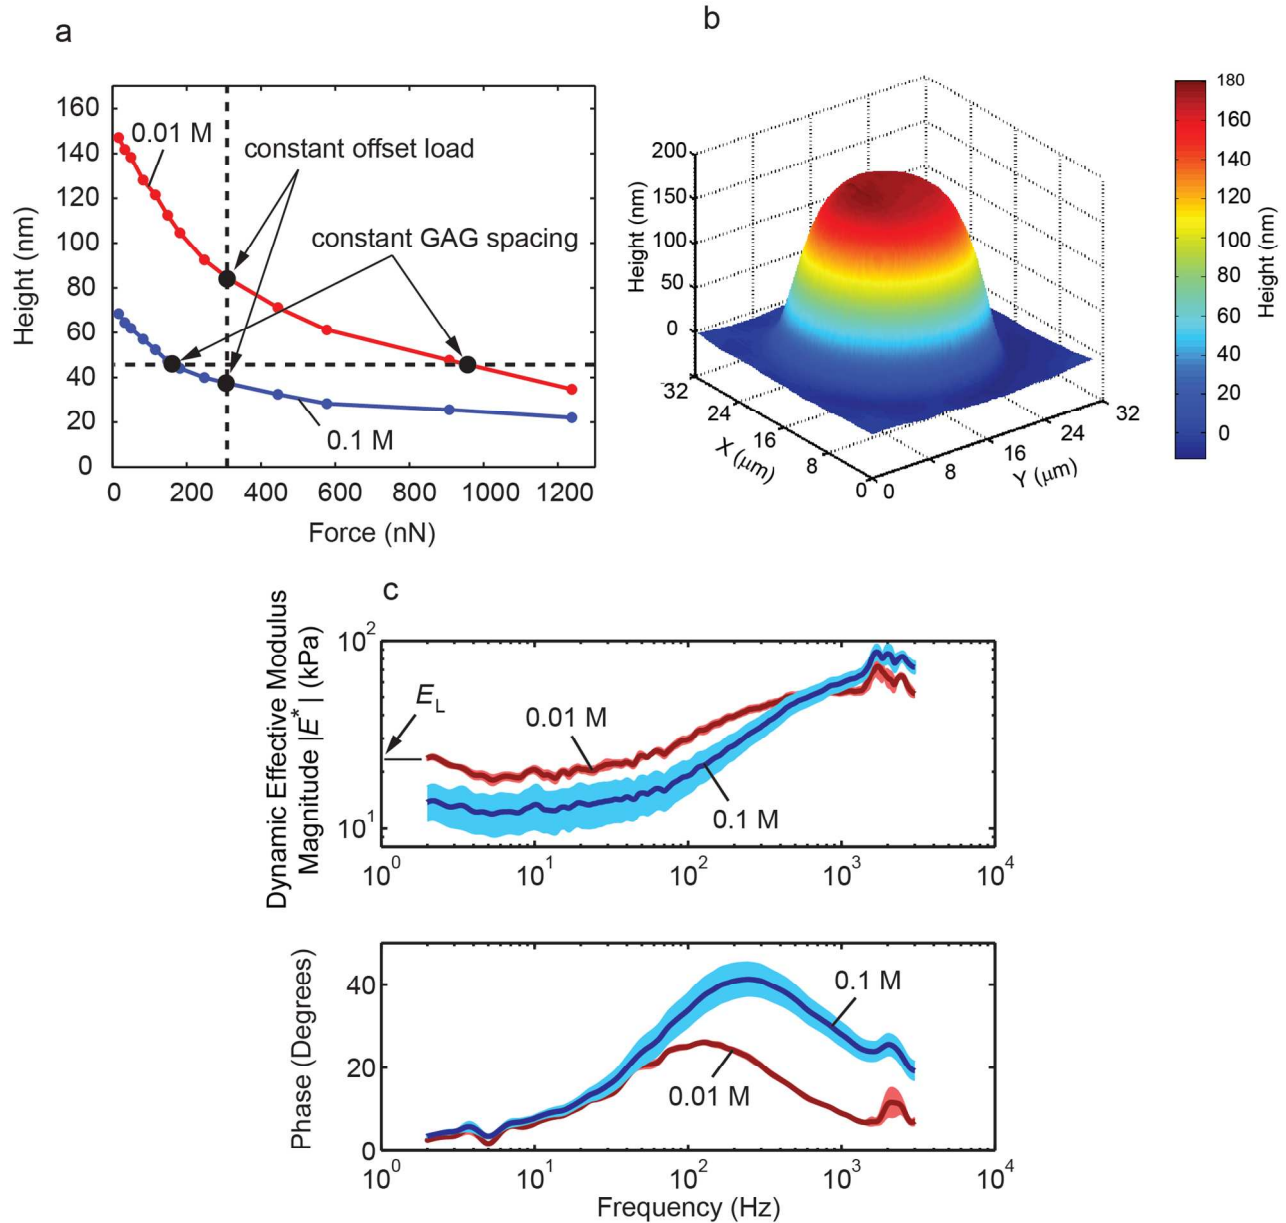 a
160
140
120
100
80
60
40
20
0
Height (nm)
0.01 M
constant offset load
constant GAG spacing
0.1 M
0 200 400 600 800 1000 1200
Force (nN)
b
200
150
100
50
0
Height (nm)
32
24
16
8
0
X (μm)
0
8
16
24
32
Y (μm)
180
160
140
120
100
80
60
40
20
0
Height (nm)
c
Dynamic Effective Modulus
Magnitude |E*| (kPa)
10²
10¹
E_L
0.01 M
0.1 M
10⁰ 10¹ 10² 10³ 10⁴
Phase (Degrees)
40
20
0
0.1 M
0.01 M
10⁰ 10¹ 10² 10³ 10⁴
Frequency (Hz)